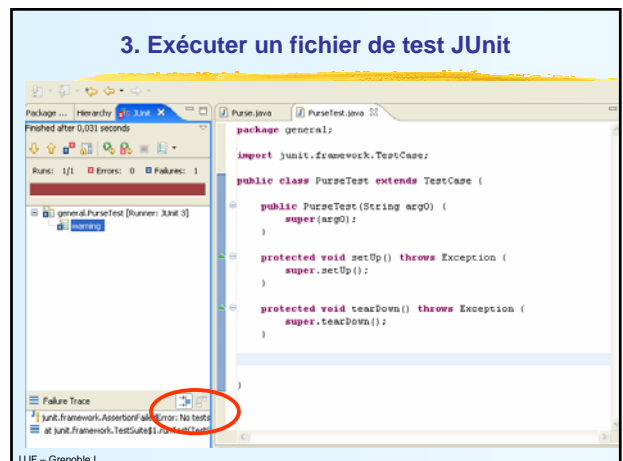 3. Exécuter un fichier de test JUnit
Package ... Hierarchy JUnit
Finished after 0,031 seconds
Runs: 1/1 Errors: 0 Failures: 1
general.PurseTest [Runner: JUnit 3]
warning
Failure Trace
junit.framework.AssertionFailedError: No tests
at junit.framework.TestSuite$1.runTest(TestS
Purse.java PurseTest.java
package general;
import junit.framework.TestCase;
public class PurseTest extends TestCase {
public PurseTest(String arg0) {
super(arg0);
}
protected void setUp() throws Exception {
super.setUp();
}
protected void tearDown() throws Exception {
super.tearDown();
}
}
UJF – Grenoble I